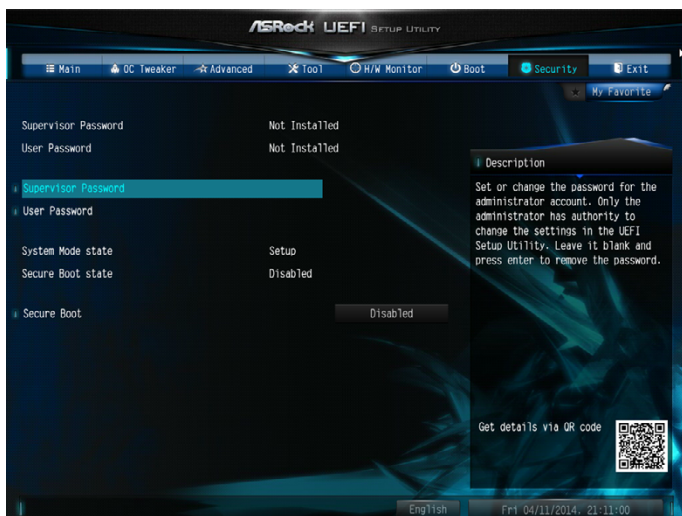 ASRock UEFI SETUP UTILITY
Main OC Tweaker Advanced Tool H/W Monitor Boot Security Exit
My Favorite
Supervisor Password Not Installed
User Password Not Installed
Supervisor Password
User Password
System Mode state Setup
Secure Boot state Disabled
Secure Boot Disabled
Description
Set or change the password for the
administrator account. Only the
administrator has authority to
change the settings in the UEFI
Setup Utility. Leave it blank and
press enter to remove the password.
Get details via QR code
English Fri 04/11/2014. 21:11:00